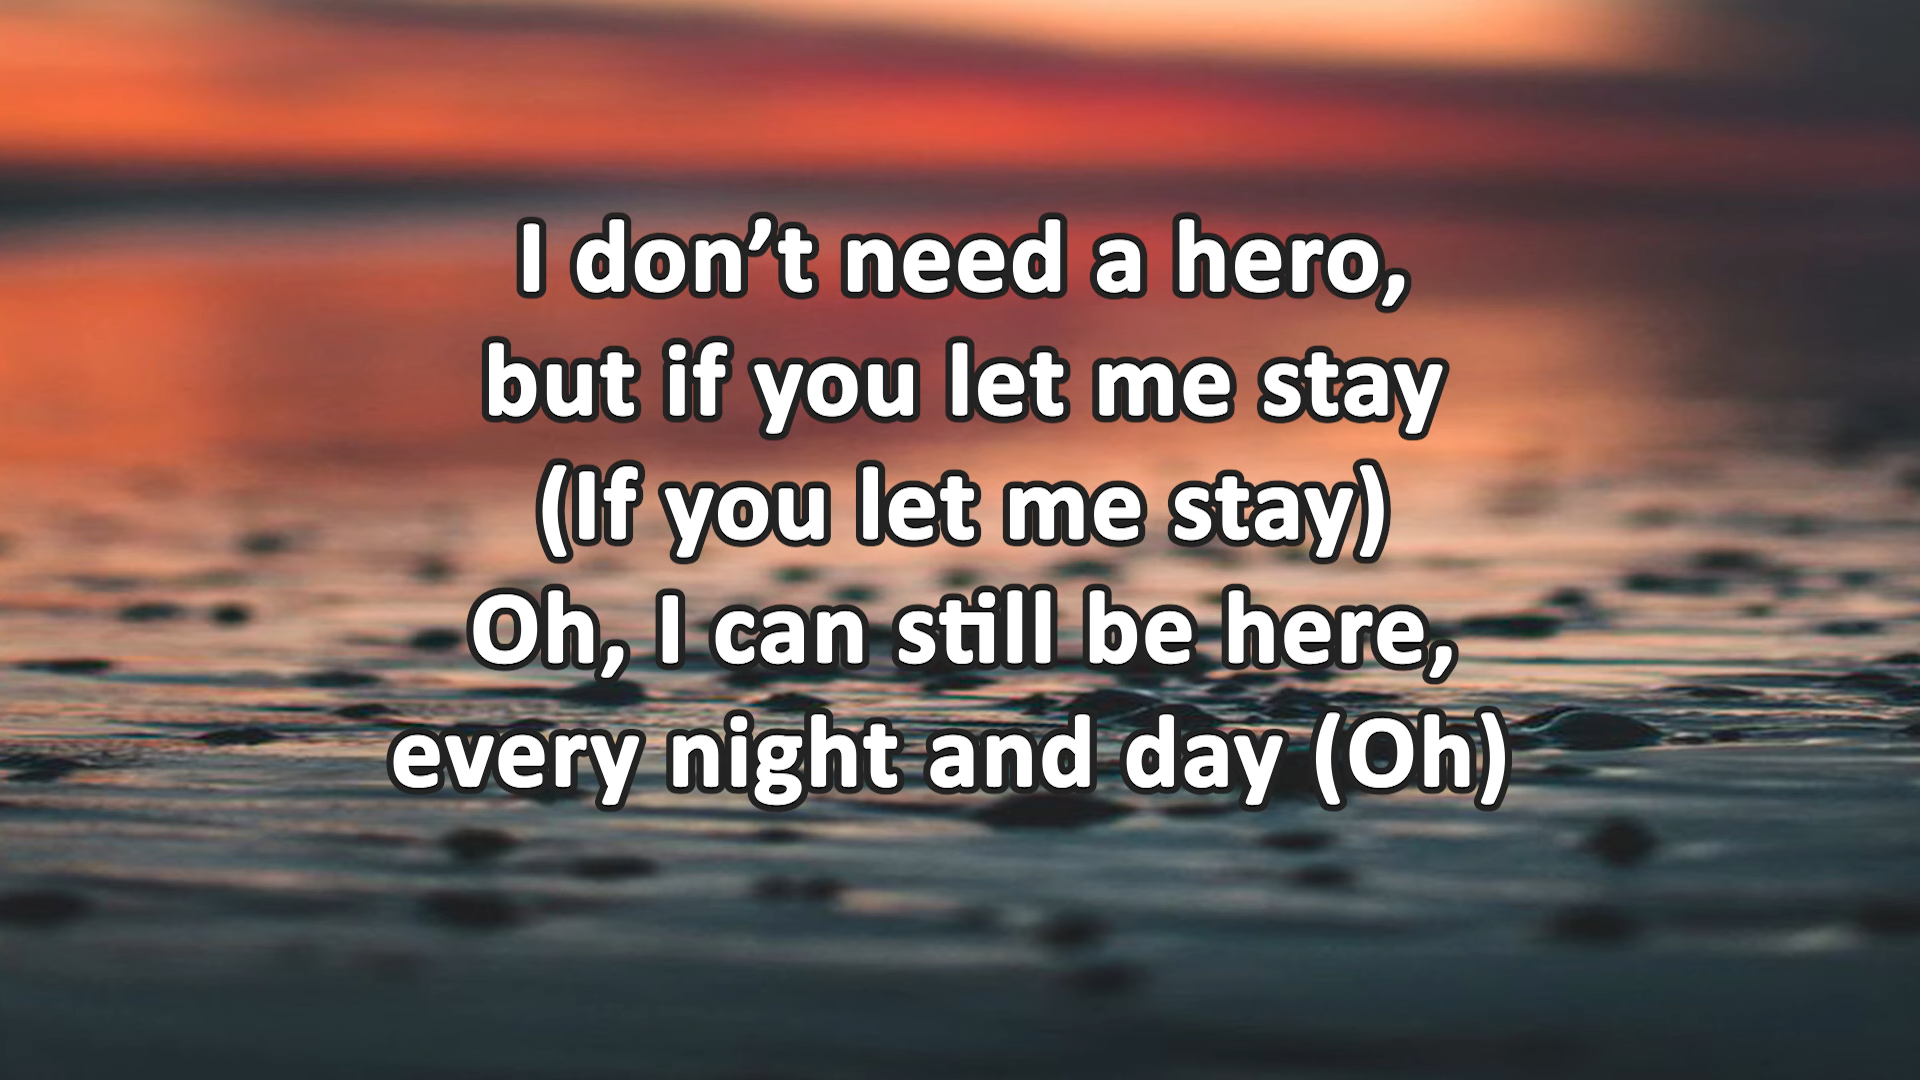 I don’t need a hero,
but if you let me stay
(If you let me stay)
Oh, I can still be here,
every night and day (Oh)